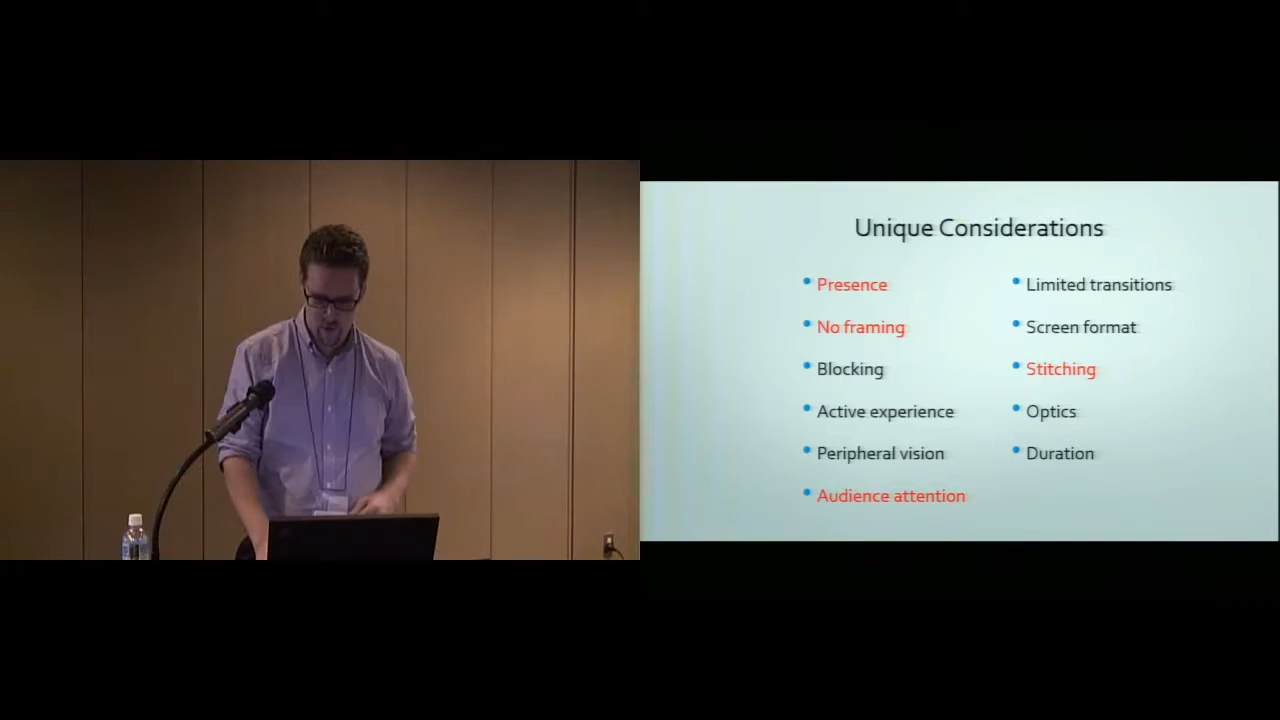 Unique Considerations
Presence
No framing
Blocking
Active experience
Peripheral vision
Audience attention
Limited transitions
Screen format
Stitching
Optics
Duration